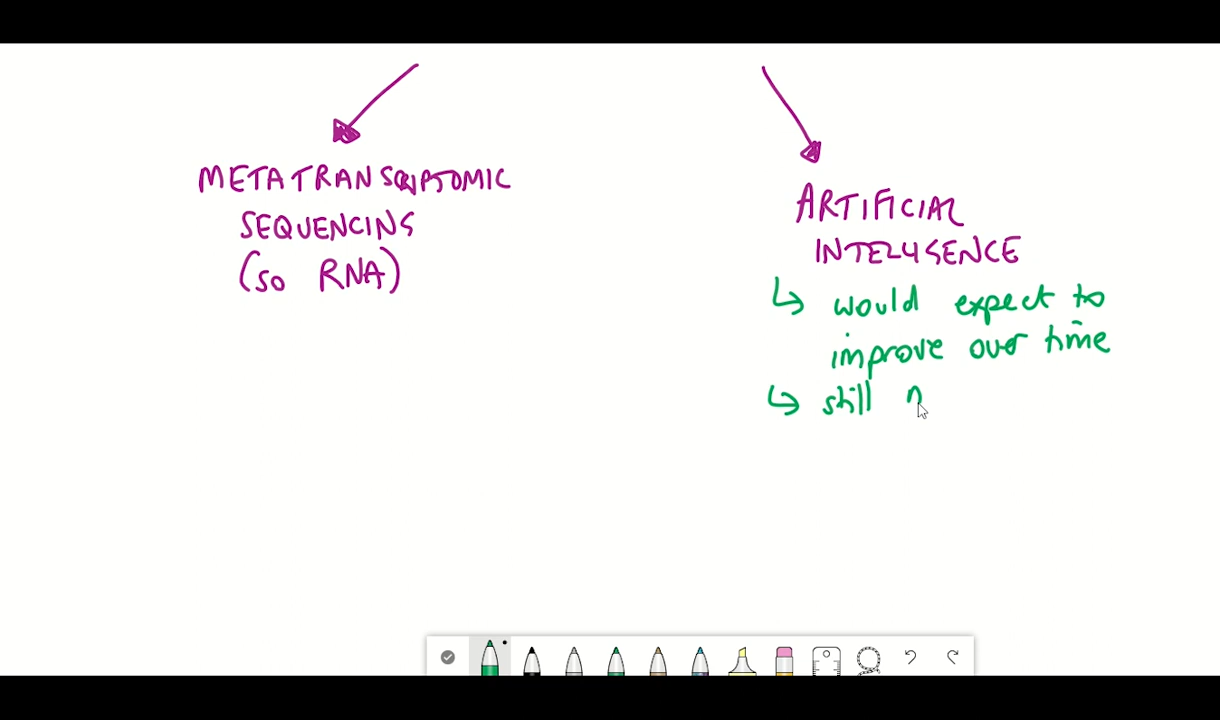 METATRANSCRIPTOMIC
SEQUENCING
(SO RNA)
ARTIFICIAL
INTELLIGENCE
↳ would expect to
improve over time
↳ still n